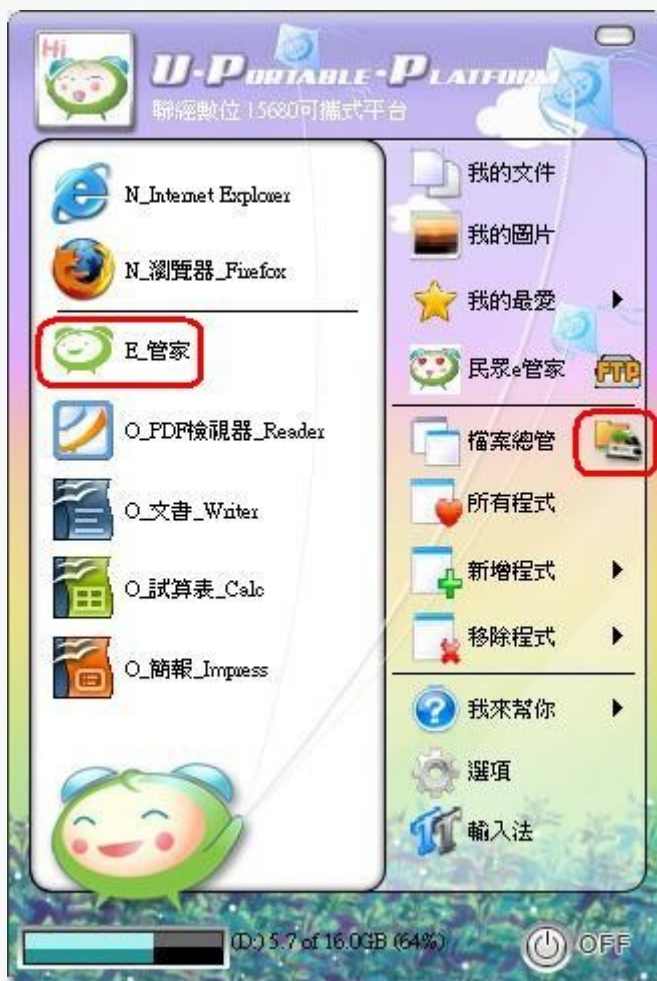 Hi
U-PORTABLE-PLATFORM
聯經數位 15680可攜式平台
N_Internet Explorer
N_瀏覽器_Firefox
E_管家
O_PDF檢視器_Reader
O_文書_Writer
O_試算表_Calc
O_簡報_Impress
我的文件
我的圖片
我的最愛
民眾e管家
FTP
檔案總管
所有程式
新增程式
移除程式
我來幫你
選項
輸入法
(D:) 5.7 of 16.0GB (64%)
OFF